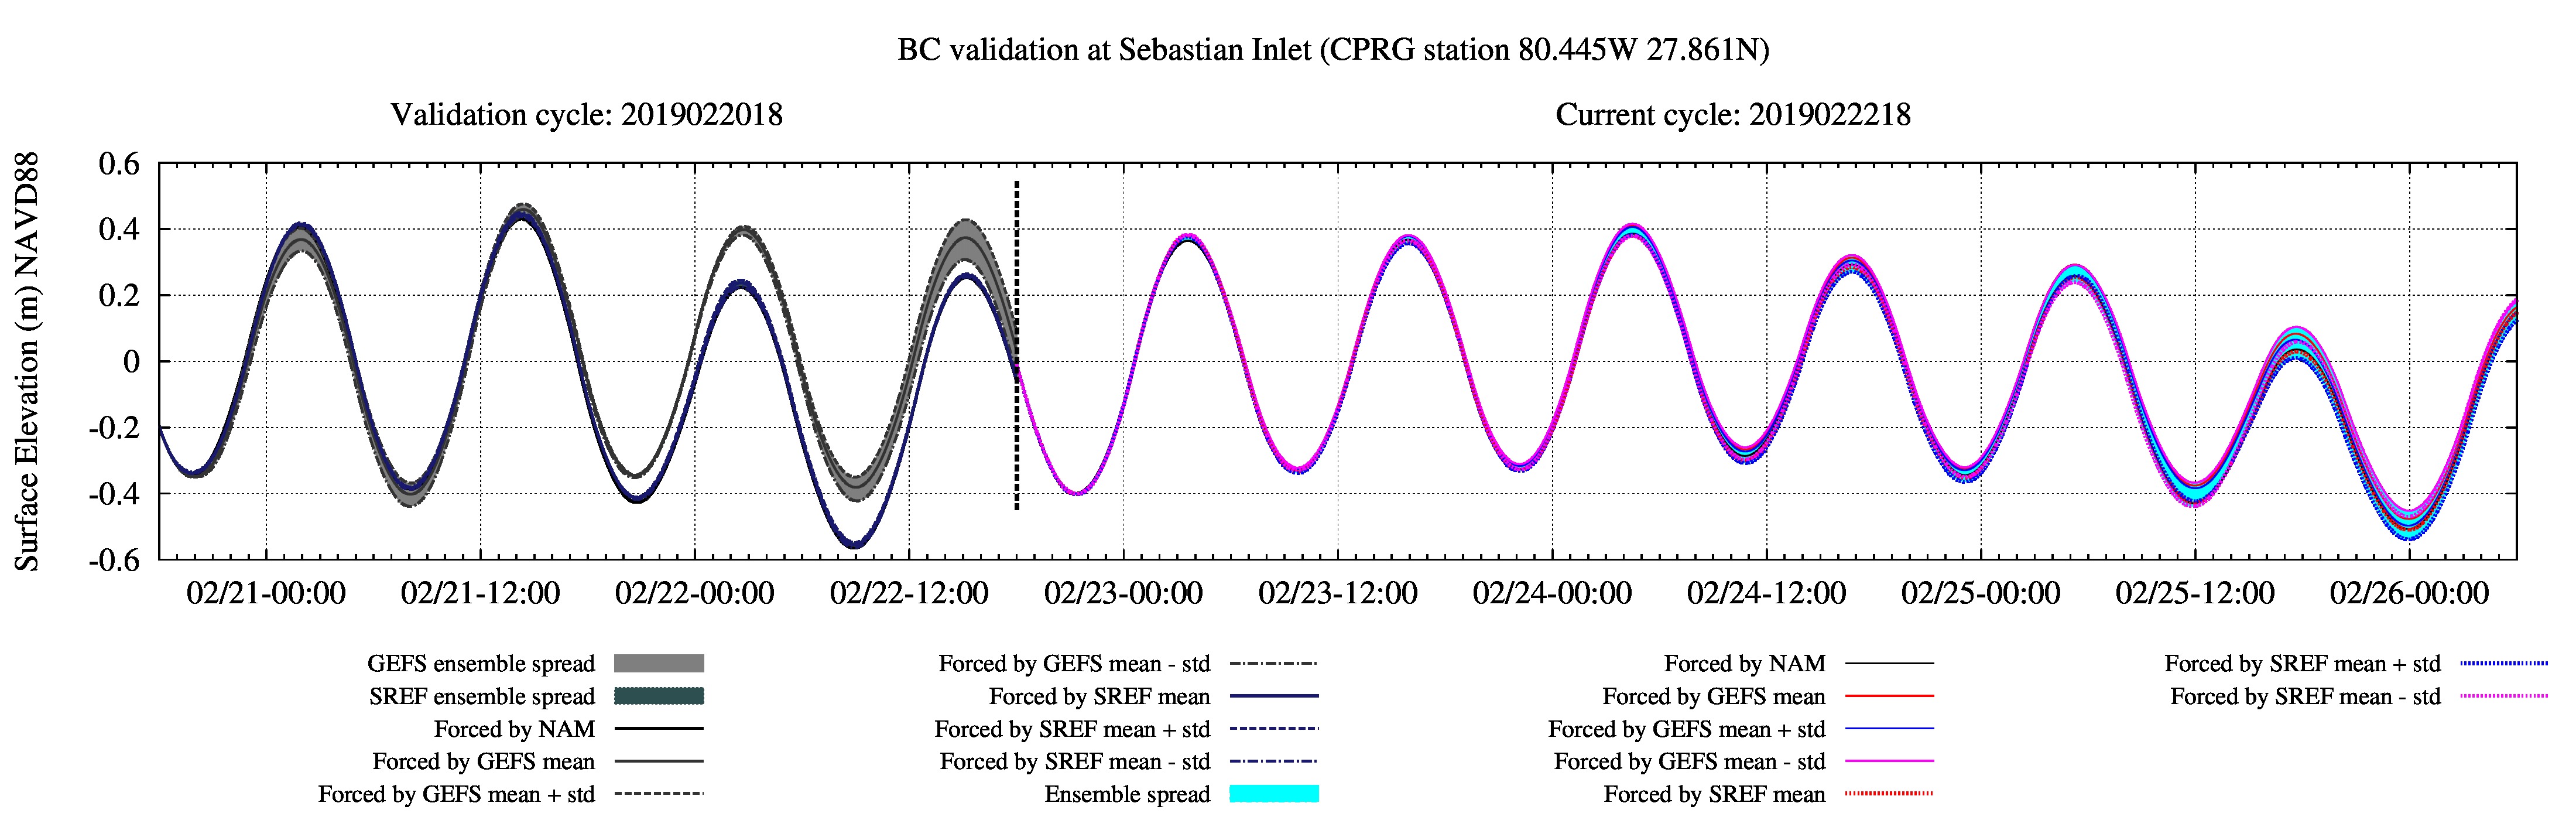 BC validation at Sebastian Inlet (CPRG station 80.445W 27.861N)
Validation cycle: 2019022018
Current cycle: 2019022218
Surface Elevation (m) NAVD88
0.6
0.4
0.2
0
-0.2
-0.4
-0.6
02/21-00:00
02/21-12:00
02/22-00:00
02/22-12:00
02/23-00:00
02/23-12:00
02/24-00:00
02/24-12:00
02/25-00:00
02/25-12:00
02/26-00:00
GEFS ensemble spread
SREF ensemble spread
Forced by NAM
Forced by GEFS mean
Forced by GEFS mean + std
Forced by GEFS mean - std
Forced by SREF mean
Forced by SREF mean + std
Forced by SREF mean - std
Ensemble spread
Forced by NAM
Forced by GEFS mean
Forced by GEFS mean + std
Forced by GEFS mean - std
Forced by SREF mean
Forced by SREF mean + std
Forced by SREF mean - std